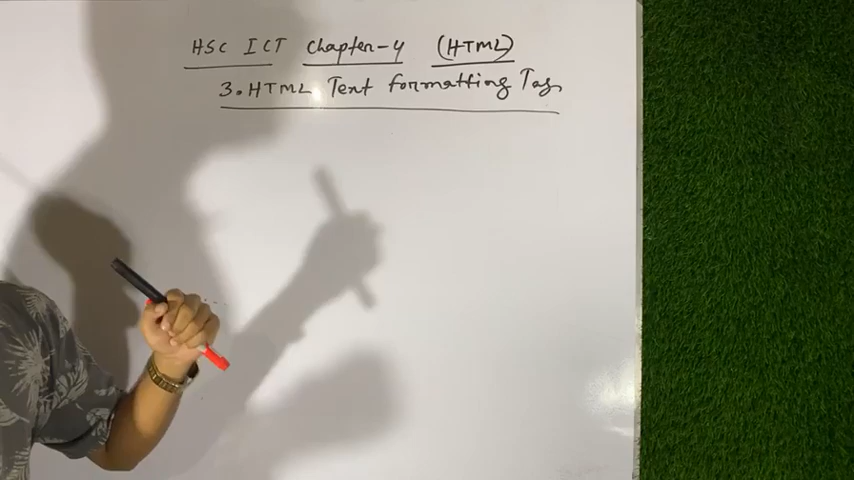 HSC ICT Chapter-4 (HTML)
3. HTML Text formatting Tag